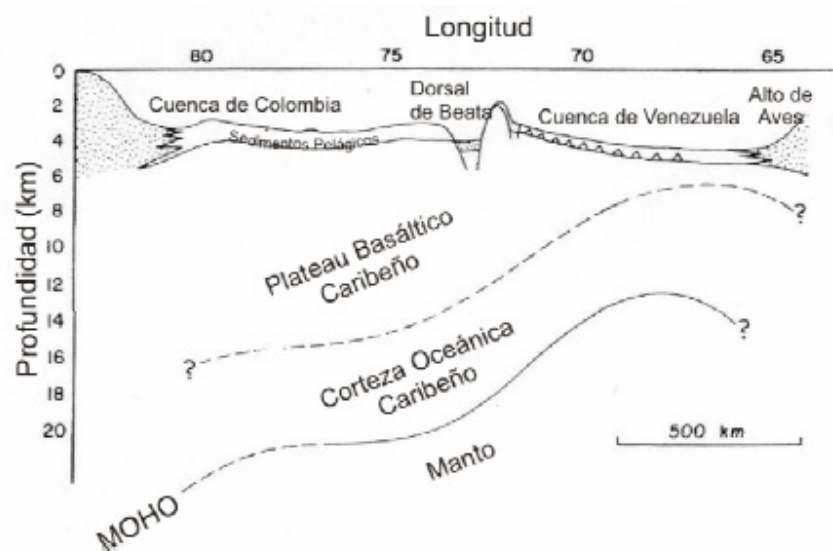 Longitud
80 75 70 65
0
2
4
6
8
10
12
14
16
18
20
Profundidad (km)
Cuenca de Colombia
Dorsal
de Beata
Cuenca de Venezuela
Alto de
Aves
Sedimentos Pelágicos
Plateau Basáltico
Caribeño
?
?
Corteza Oceánica
Caribeño
?
500 km
Manto
MOHO